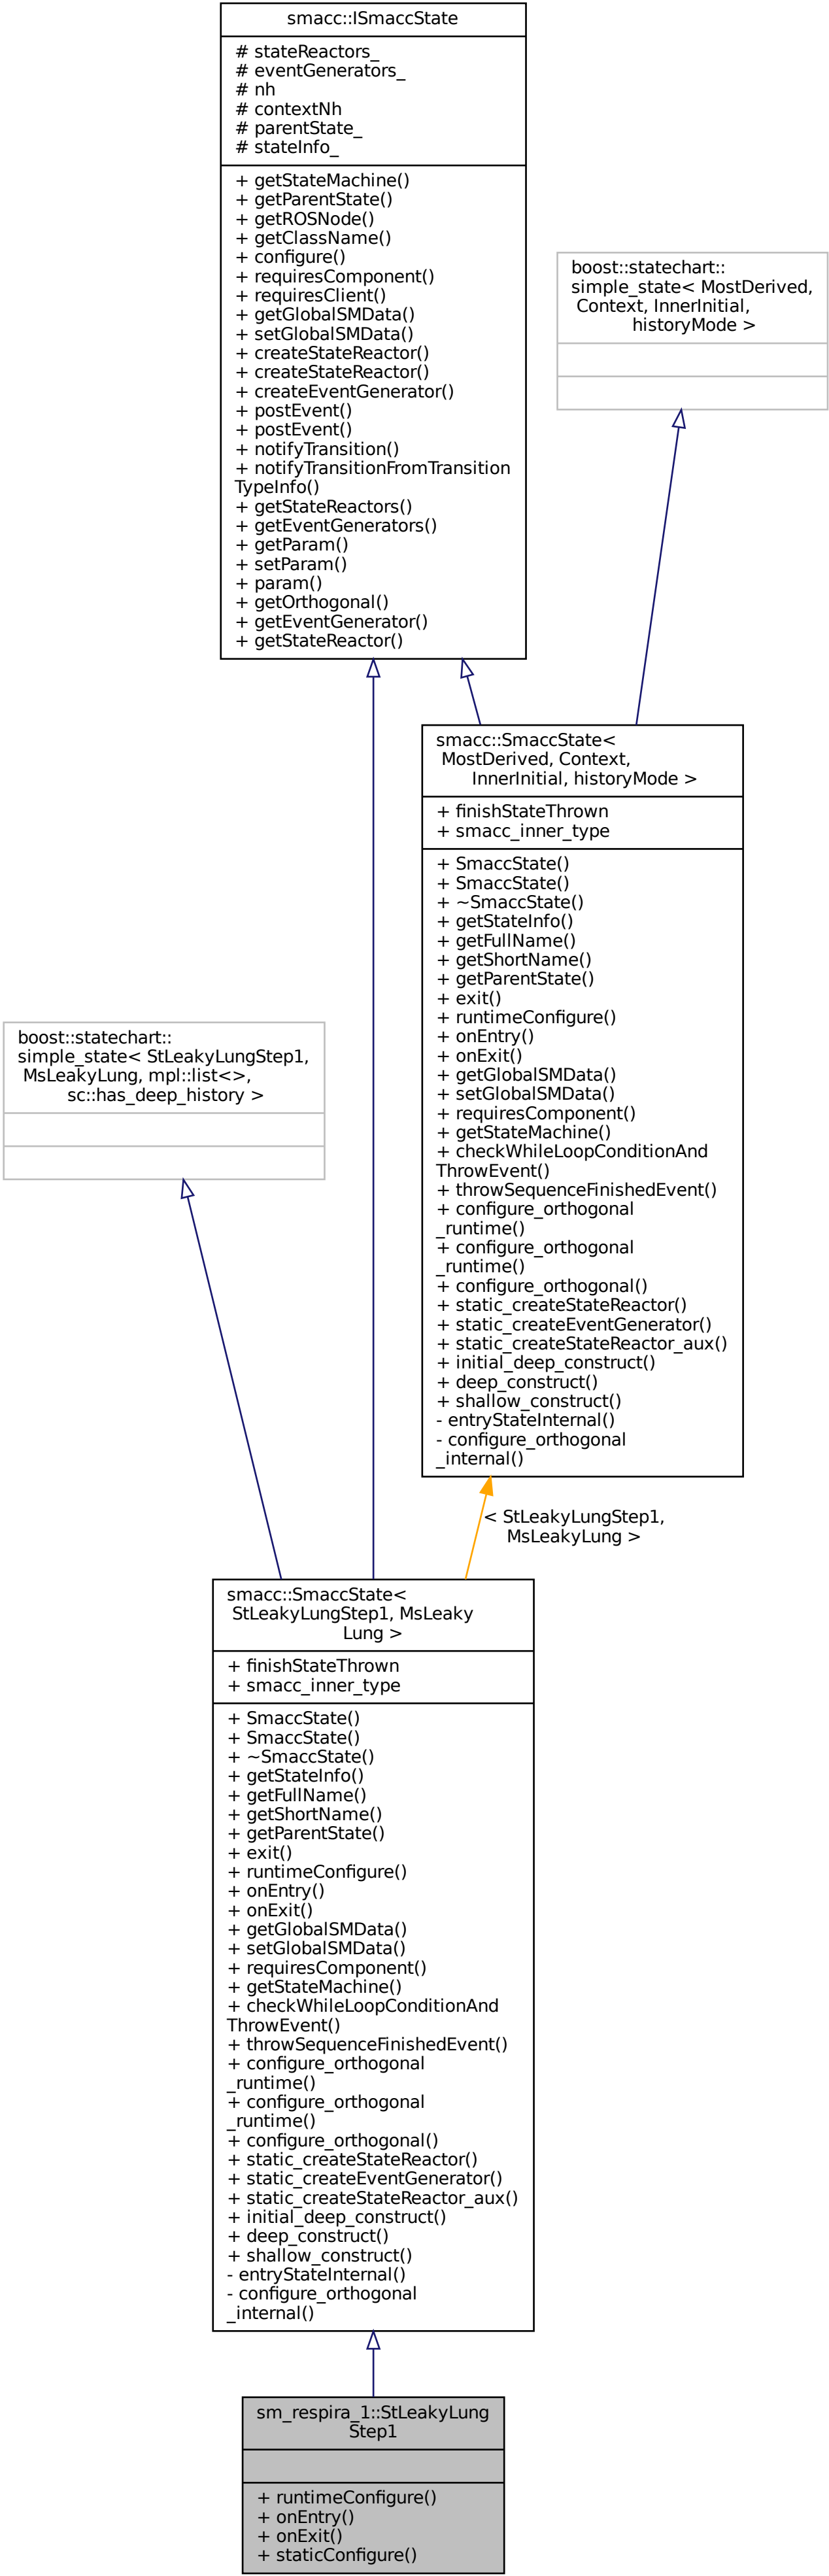 smacc::ISmaccState
# stateReactors_
# eventGenerators_
# nh
# contextNh
# parentState_
# stateInfo_
+ getStateMachine()
+ getParentState()
+ getROSNode()
+ getClassName()
+ configure()
+ requiresComponent()
+ requiresClient()
+ getGlobalSMData()
+ setGlobalSMData()
+ createStateReactor()
+ createStateReactor()
+ createEventGenerator()
+ postEvent()
+ postEvent()
+ notifyTransition()
+ notifyTransitionFromTransition
TypeInfo()
+ getStateReactors()
+ getEventGenerators()
+ getParam()
+ setParam()
+ param()
+ getOrthogonal()
+ getEventGenerator()
+ getStateReactor()
boost::statechart::
simple_state< MostDerived,
Context, InnerInitial,
historyMode >
smacc::SmaccState<
MostDerived, Context,
InnerInitial, historyMode >
+ finishStateThrown
+ smacc_inner_type
+ SmaccState()
+ SmaccState()
+ ~SmaccState()
+ getStateInfo()
+ getFullName()
+ getShortName()
+ getParentState()
+ exit()
+ runtimeConfigure()
+ onEntry()
+ onExit()
+ getGlobalSMData()
+ setGlobalSMData()
+ requiresComponent()
+ getStateMachine()
+ checkWhileLoopConditionAnd
ThrowEvent()
+ throwSequenceFinishedEvent()
+ configure_orthogonal
_runtime()
+ configure_orthogonal
_runtime()
+ configure_orthogonal()
+ static_createStateReactor()
+ static_createEventGenerator()
+ static_createStateReactor_aux()
+ initial_deep_construct()
+ deep_construct()
+ shallow_construct()
- entryStateInternal()
- configure_orthogonal
_internal()
boost::statechart::
simple_state< StLeakyLungStep1,
MsLeakyLung, mpl::list<>,
sc::has_deep_history >
< StLeakyLungStep1,
MsLeakyLung >
smacc::SmaccState<
StLeakyLungStep1, MsLeaky
Lung >
+ finishStateThrown
+ smacc_inner_type
+ SmaccState()
+ SmaccState()
+ ~SmaccState()
+ getStateInfo()
+ getFullName()
+ getShortName()
+ getParentState()
+ exit()
+ runtimeConfigure()
+ onEntry()
+ onExit()
+ getGlobalSMData()
+ setGlobalSMData()
+ requiresComponent()
+ getStateMachine()
+ checkWhileLoopConditionAnd
ThrowEvent()
+ throwSequenceFinishedEvent()
+ configure_orthogonal
_runtime()
+ configure_orthogonal
_runtime()
+ configure_orthogonal()
+ static_createStateReactor()
+ static_createEventGenerator()
+ static_createStateReactor_aux()
+ initial_deep_construct()
+ deep_construct()
+ shallow_construct()
- entryStateInternal()
- configure_orthogonal
_internal()
sm_respira_1::StLeakyLung
Step1
+ runtimeConfigure()
+ onEntry()
+ onExit()
+ staticConfigure()